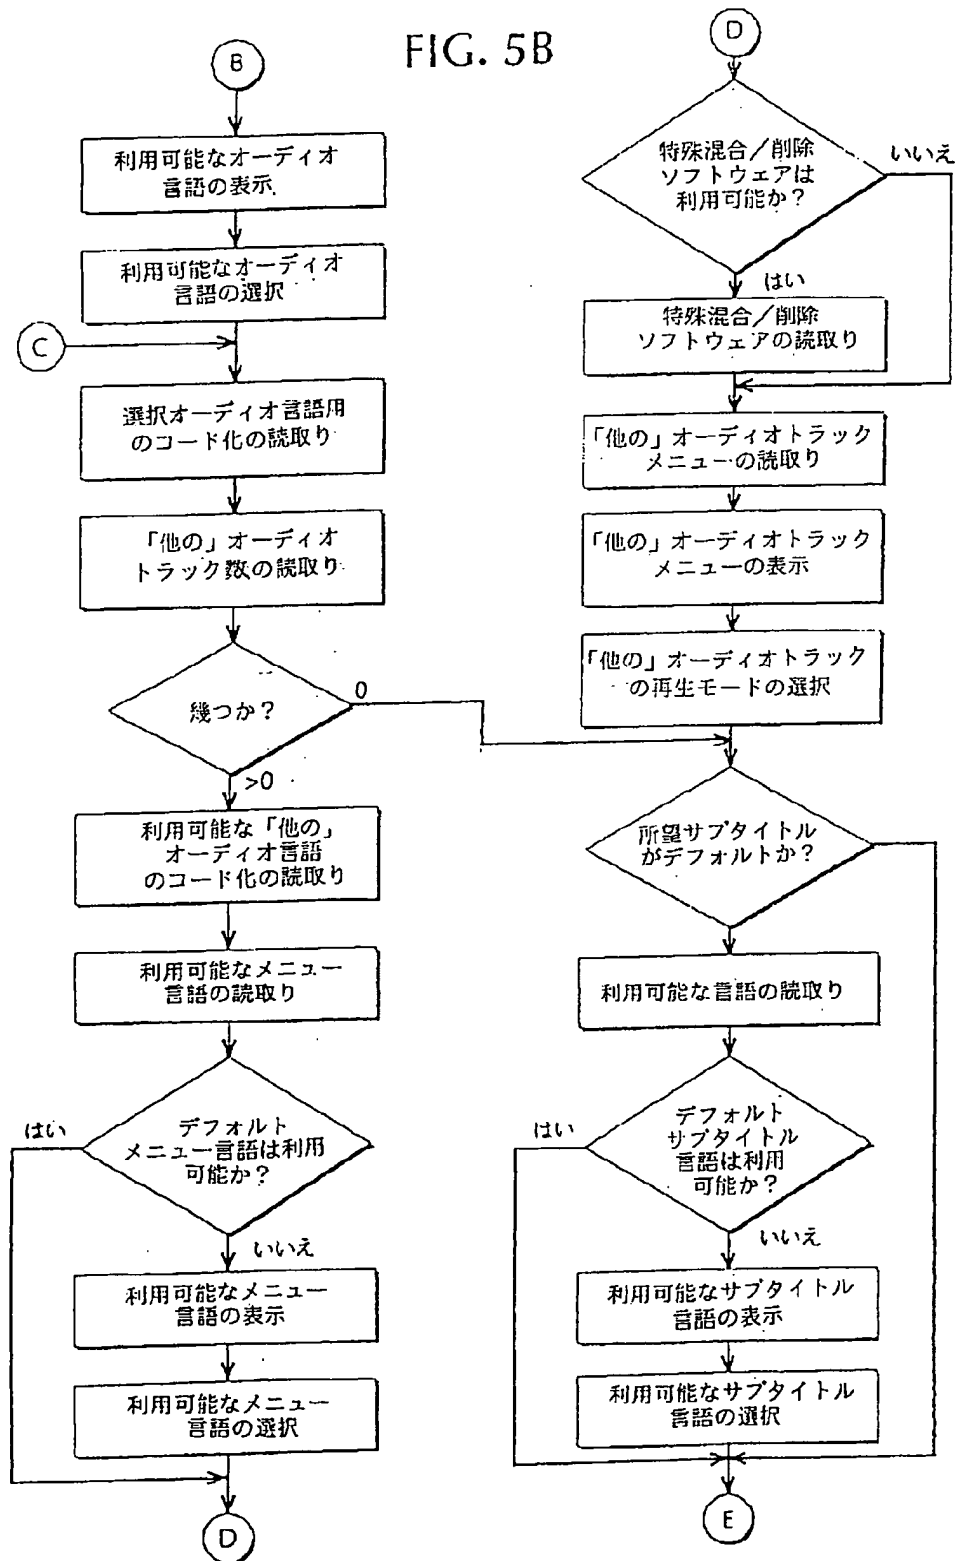 FIG. 5B
B
利用可能なオーディオ
言語の表示
利用可能なオーディオ
言語の選択
C
選択オーディオ言語用
のコード化の読取り
「他の」オーディオ
トラック数の読取り
幾つか？
0
>0
利用可能な「他の」
オーディオ言語
のコード化の読取り
利用可能なメニュー
言語の読取り
デフォルト
メニュー言語は利用
可能か？
はい
いいえ
利用可能なメニュー
言語の表示
利用可能なメニュー
言語の選択
D
D
特殊混合／削除
ソフトウェアは
利用可能か？
いいえ
はい
特殊混合／削除
ソフトウェアの読取り
「他の」オーディオトラック
メニューの読取り
「他の」オーディオトラック
メニューの表示
「他の」オーディオトラック
の再生モードの選択
所望サブタイトル
がデフォルトか？
利用可能な言語の読取り
デフォルト
サブタイトル
言語は利用
可能か？
はい
いいえ
利用可能なサブタイトル
言語の表示
利用可能なサブタイトル
言語の選択
E